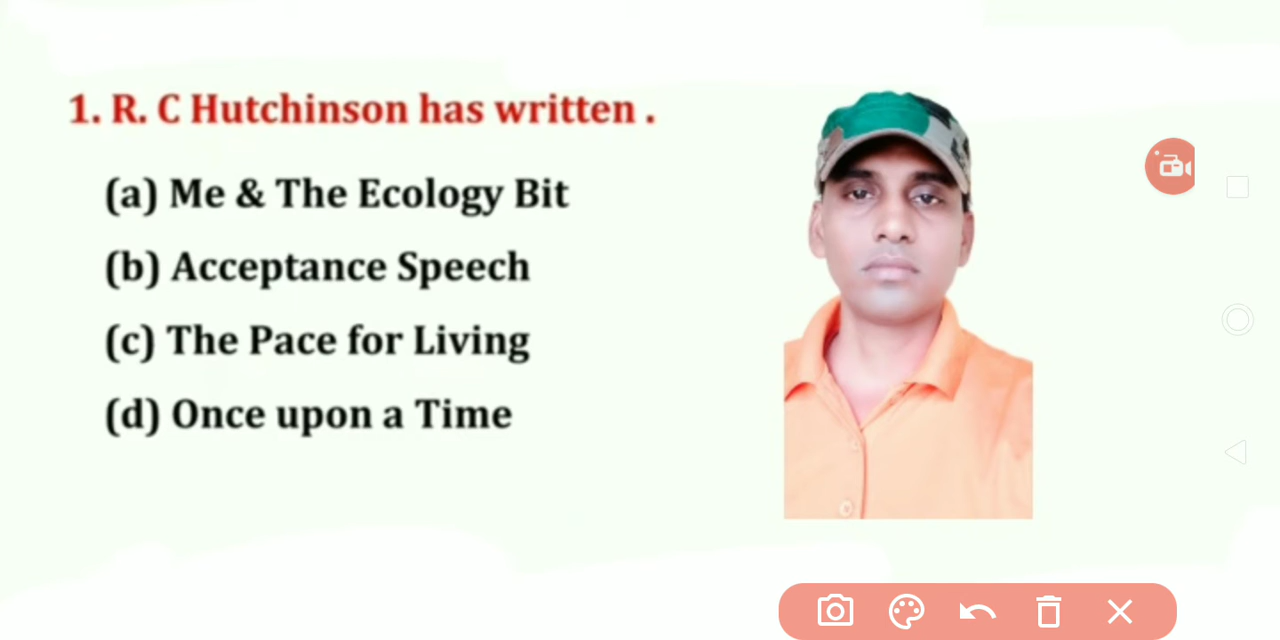 1. R. C Hutchinson has written .
(a) Me & The Ecology Bit
(b) Acceptance Speech
(c) The Pace for Living
(d) Once upon a Time